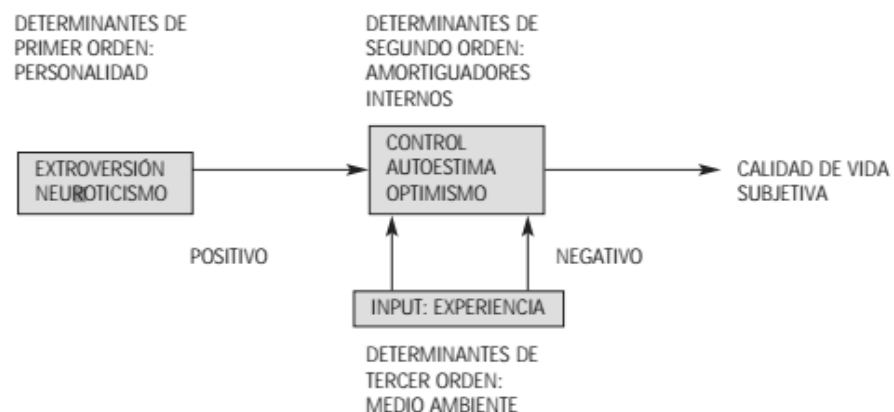 DETERMINANTES DE
PRIMER ORDEN:
PERSONALIDAD
DETERMINANTES DE
SEGUNDO ORDEN:
AMORTIGUADORES
INTERNOS
EXTROVERSIÓN
NEUROTICISMO
CONTROL
AUTOESTIMA
OPTIMISMO
CALIDAD DE VIDA
SUBJETIVA
POSITIVO
NEGATIVO
INPUT: EXPERIENCIA
DETERMINANTES DE
TERCER ORDEN:
MEDIO AMBIENTE